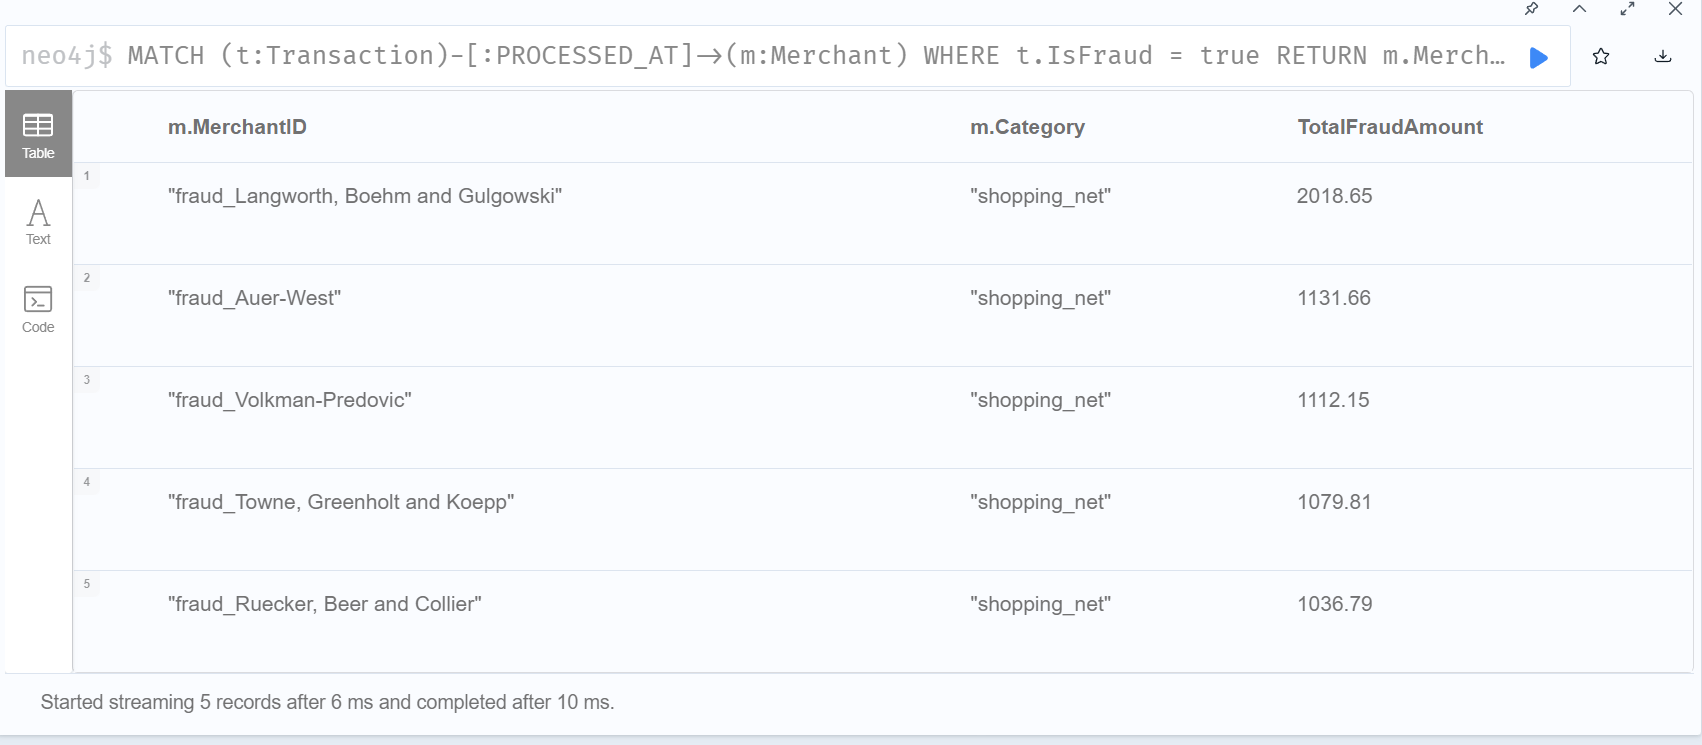 neo4j$ MATCH (t:Transaction)-[:PROCESSED_AT]→(m:Merchant) WHERE t.IsFraud = true RETURN m.Merch…
Table
Text
Code
m.MerchantID m.Category TotalFraudAmount
1 "fraud_Langworth, Boehm and Gulgowski" "shopping_net" 2018.65
2 "fraud_Auer-West" "shopping_net" 1131.66
3 "fraud_Volkman-Predovic" "shopping_net" 1112.15
4 "fraud_Towne, Greenholt and Koepp" "shopping_net" 1079.81
5 "fraud_Ruecker, Beer and Collier" "shopping_net" 1036.79
Started streaming 5 records after 6 ms and completed after 10 ms.